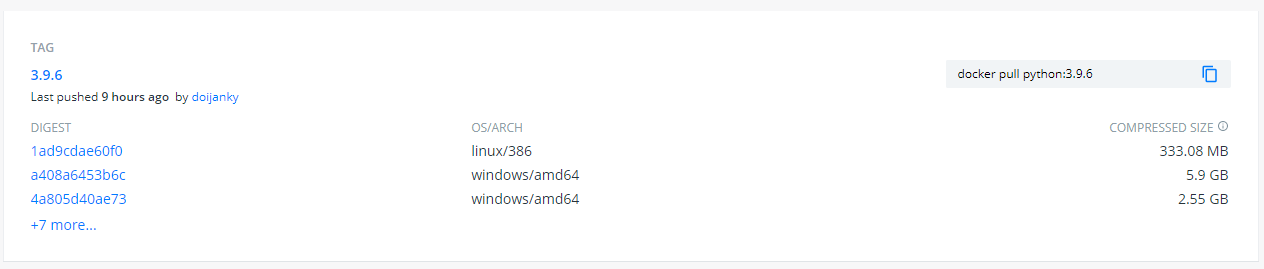 TAG
3.9.6
docker pull python:3.9.6
Last pushed 9 hours ago by doijanky
DIGEST OS/ARCH COMPRESSED SIZE
1ad9cdae60f0 linux/386 333.08 MB
a408a6453b6c windows/amd64 5.9 GB
4a805d40ae73 windows/amd64 2.55 GB
+7 more...